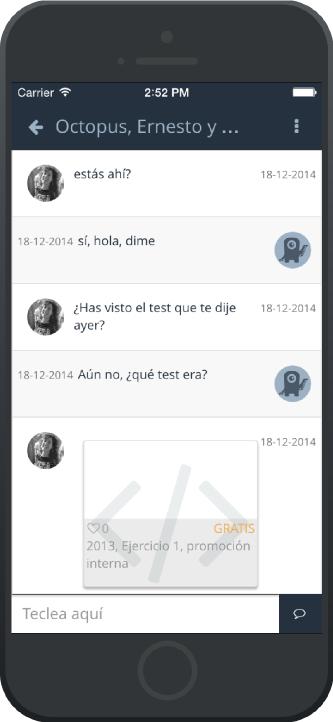 Carrier 2:52 PM
Octopus, Ernesto y ...
estás ahí? 18-12-2014
18-12-2014 sí, hola, dime
¿Has visto el test que te dije 18-12-2014
ayer?
18-12-2014 Aún no, ¿qué test era?
18-12-2014
</>
0 GRATIS
2013, Ejercicio 1, promoción
interna
Teclea aquí